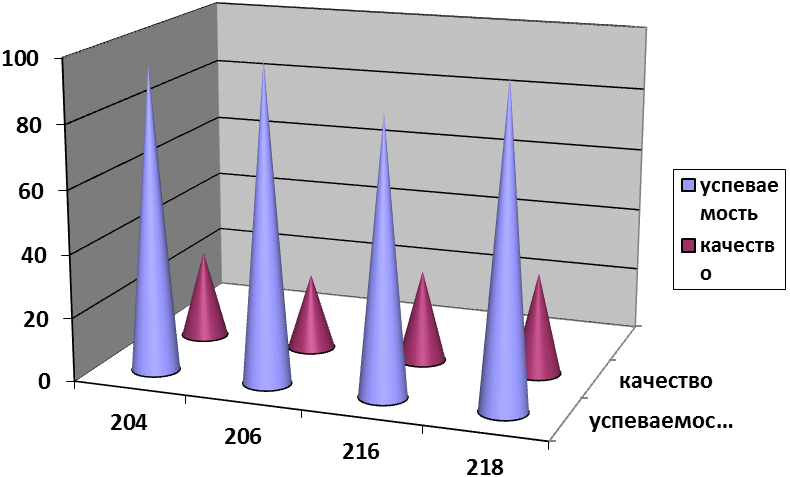 100
80
60
40
20
0
204
206
216
218
успевае
мость
качеств
о
качество
успеваемос...